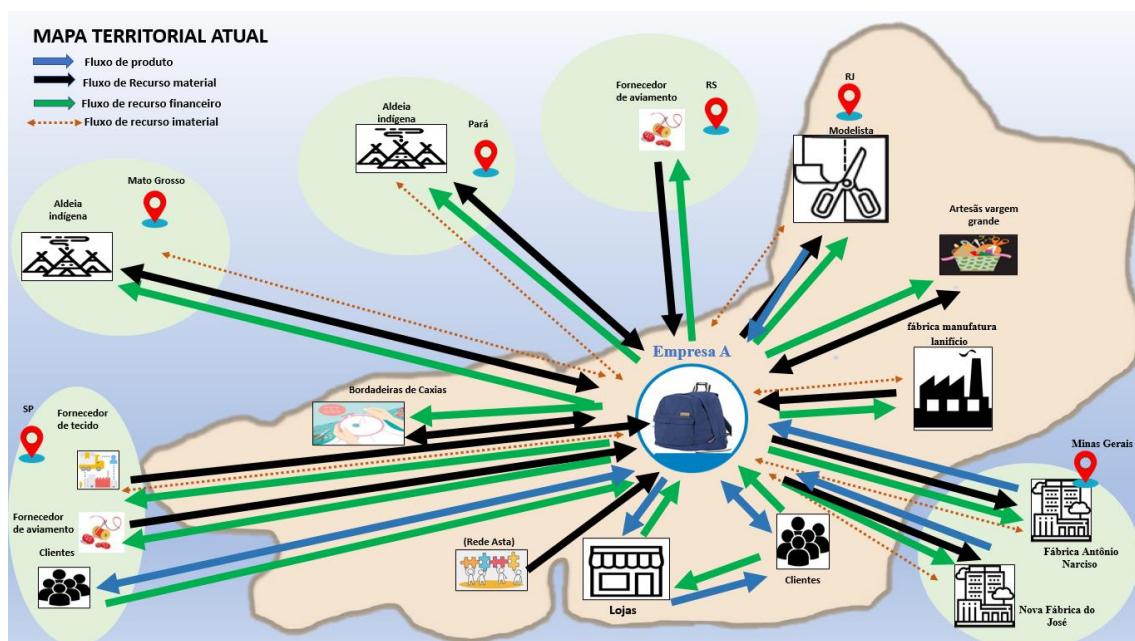 MAPA TERRITORIAL ATUAL
Fluxo de produto
Fluxo de Recurso material
Fluxo de recurso financeiro
Fluxo de recurso imaterial
Aldeia
indígena
Mato Grosso
Aldeia
indígena
Pará
Fornecedor
de aviamento
RS
RJ
Modelista
Artesãs vargem
grande
fábrica manufatura
lanifício
Empresa A
Bordadeiras de Caxias
SP
Fornecedor
de tecido
Fornecedor
de aviamento
Clientes
(Rede Asta)
Lojas
Clientes
Minas Gerais
Fábrica Antônio
Narciso
Nova Fábrica do
José